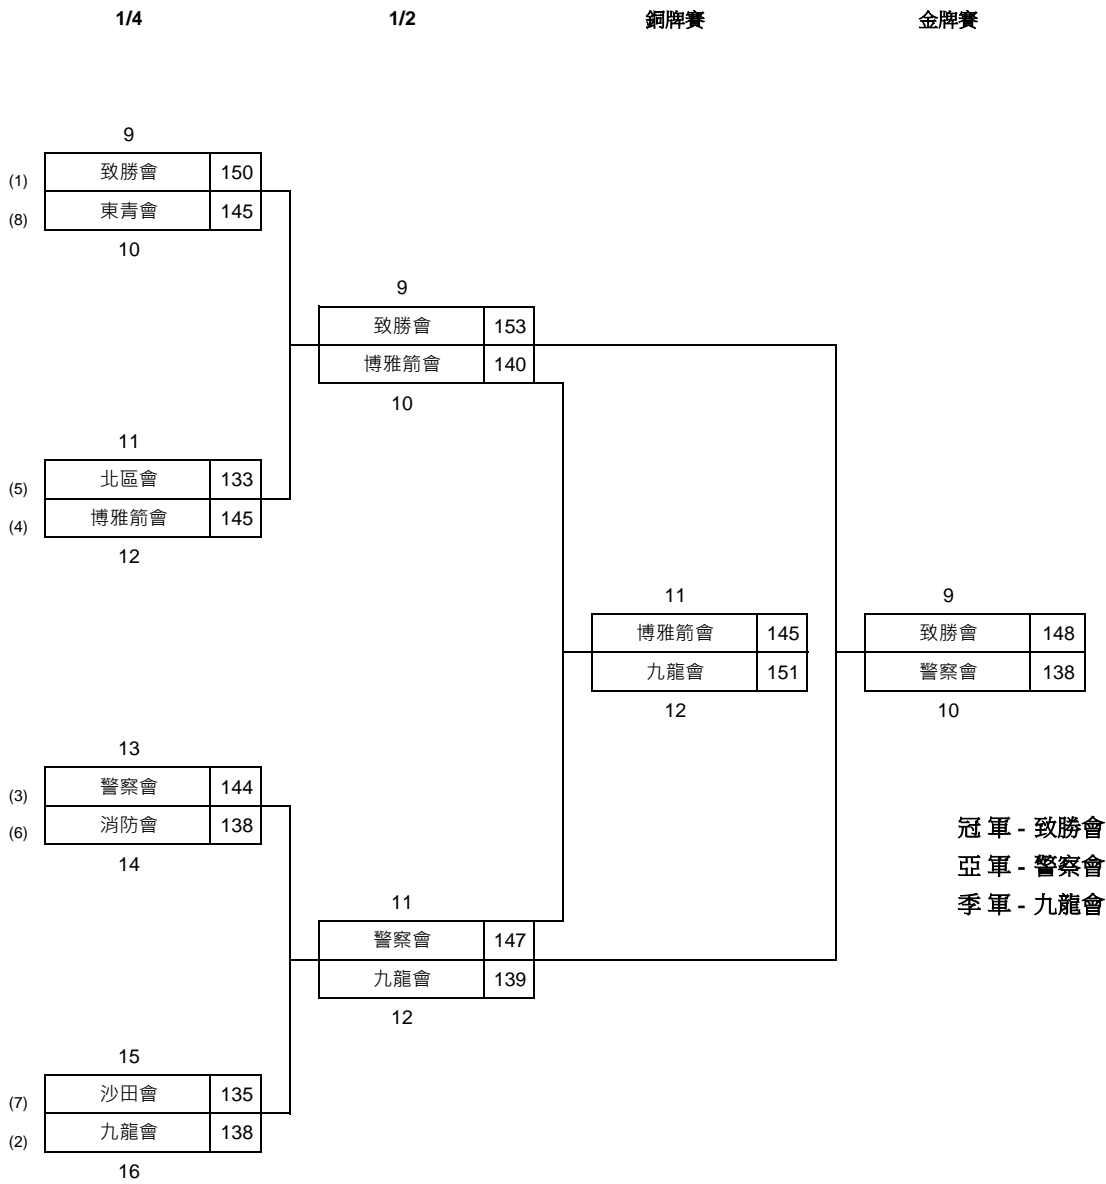 1/4 1/2 銅牌賽 金牌賽
9
(1) 致勝會 150
(8) 東青會 145
10
9
致勝會 153
博雅箭會 140
10
11
(5) 北區會 133
(4) 博雅箭會 145
12
11 9
博雅箭會 145 致勝會 148
九龍會 151 警察會 138
12 10
13
(3) 警察會 144
(6) 消防會 138
14
冠 軍 - 致勝會
亞 軍 - 警察會
季 軍 - 九龍會
11
警察會 147
九龍會 139
12
15
(7) 沙田會 135
(2) 九龍會 138
16